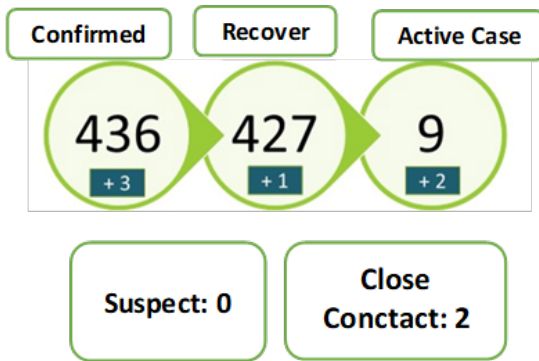 Confirmed
Recover
Active Case
436
427
9
+ 3
+ 1
+ 2
Suspect: 0
Close
Conctact: 2